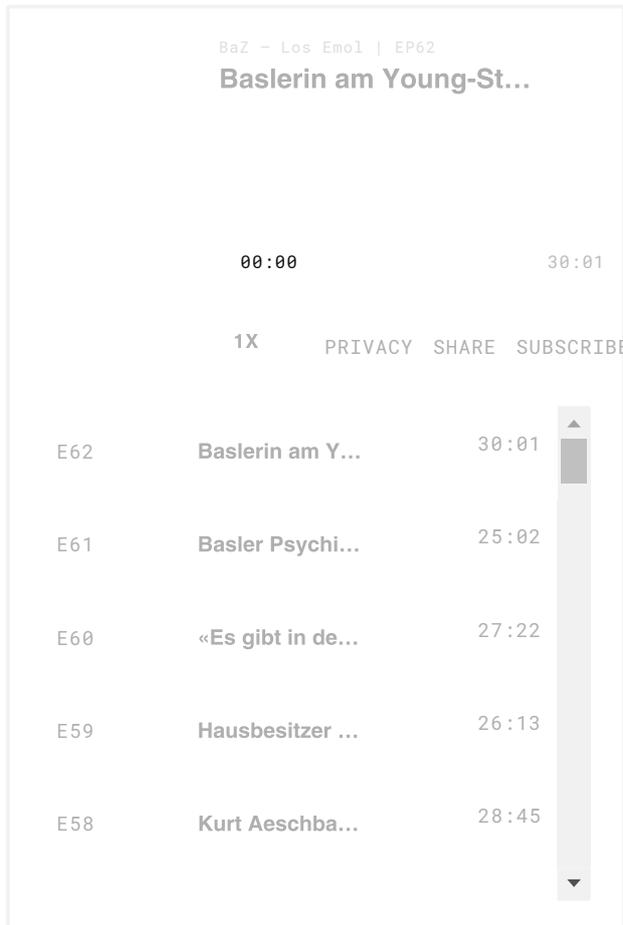 BaZ – Los Emol | EP62
Baslerin am Young-St…
00:00 30:01
1X PRIVACY SHARE SUBSCRIBE
E62 Baslerin am Y… 30:01
E61 Basler Psychi… 25:02
E60 «Es gibt in de… 27:22
E59 Hausbesitzer … 26:13
E58 Kurt Aeschba… 28:45